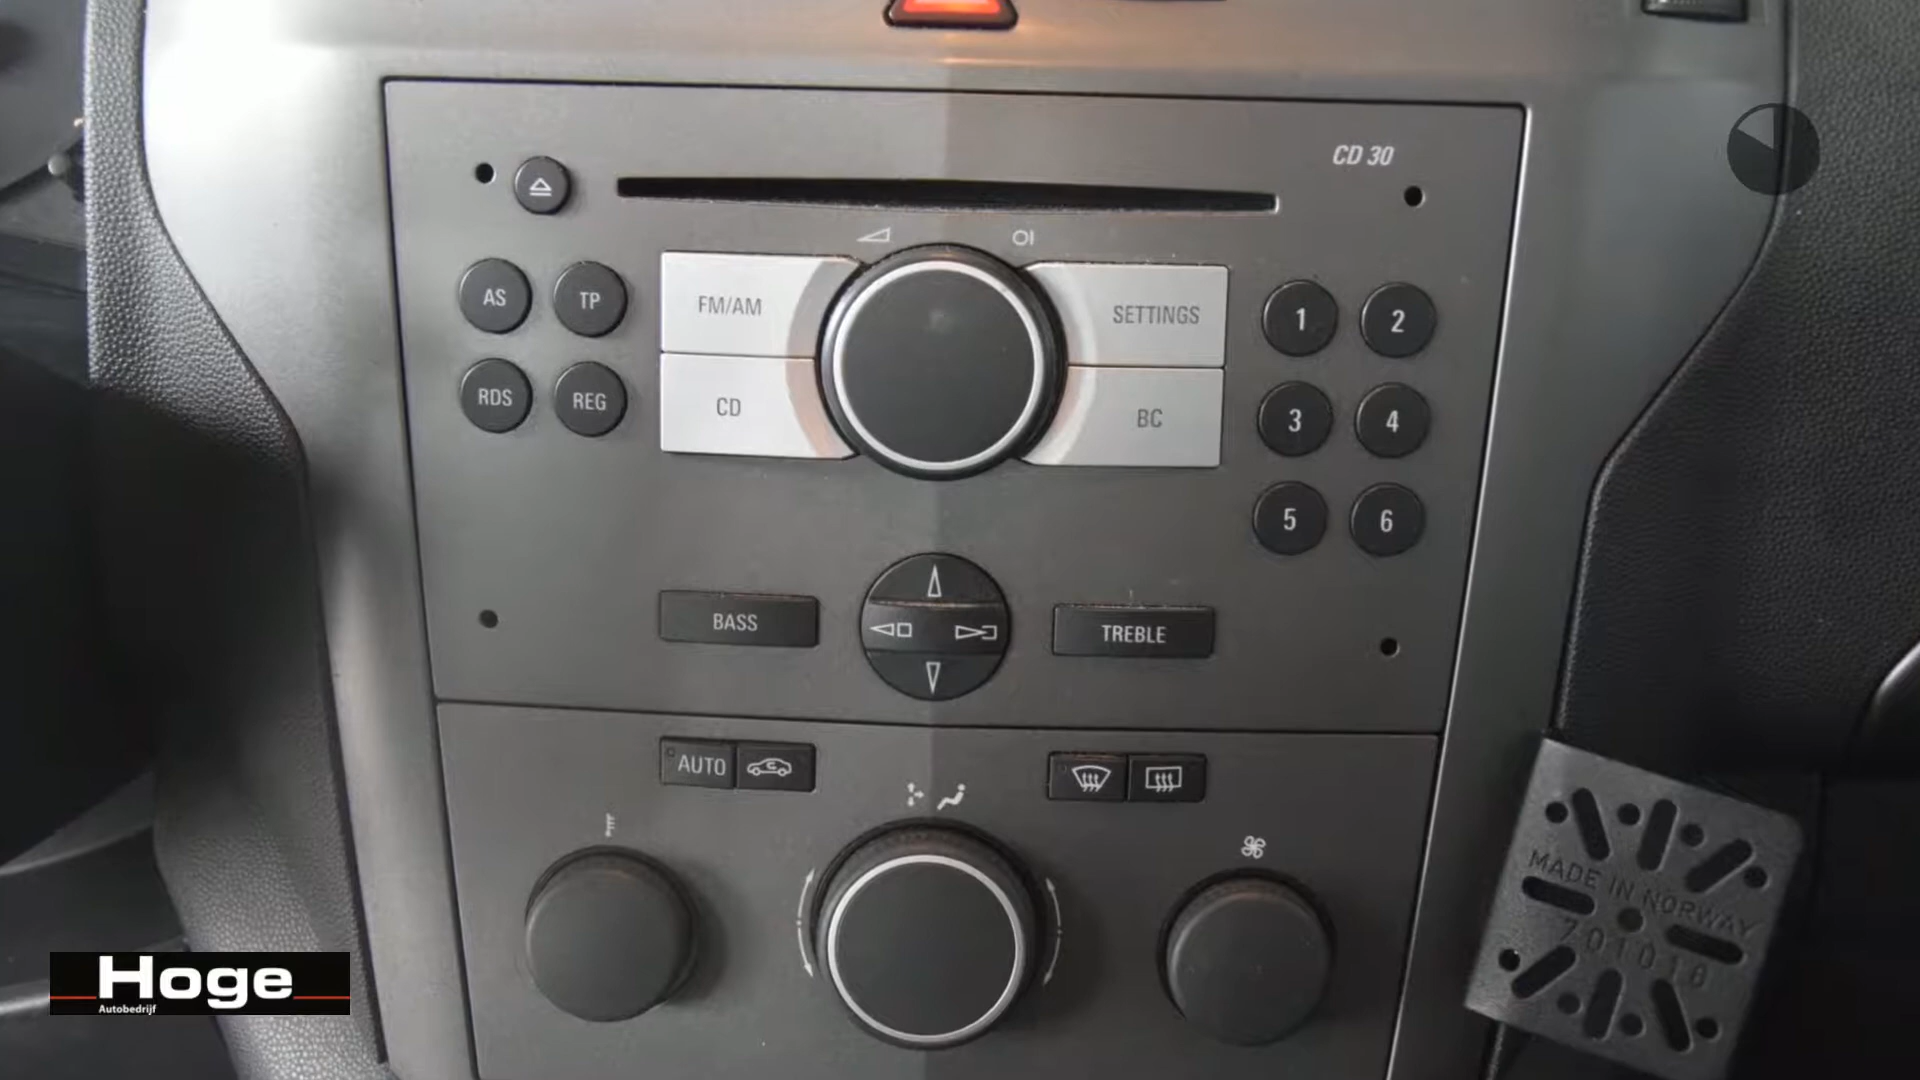 CD 30
AS
TP
FM/AM
SETTINGS
1
2
RDS
REG
CD
BC
3
4
5
6
BASS
TREBLE
AUTO
MADE IN NORWAY
701018
Hoge
Autobedrijf